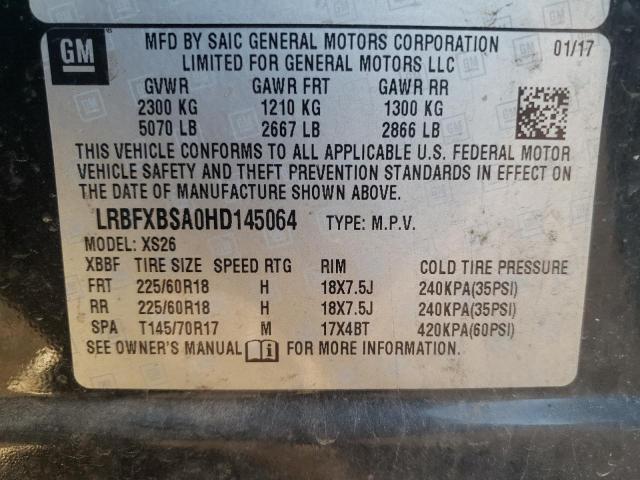 GM
MFD BY SAIC GENERAL MOTORS CORPORATION 01/17
LIMITED FOR GENERAL MOTORS LLC
GVWR GAWR FRT GAWR RR
2300 KG 1210 KG 1300 KG
5070 LB 2667 LB 2866 LB
THIS VEHICLE CONFORMS TO ALL APPLICABLE U.S. FEDERAL MOTOR
VEHICLE SAFETY AND THEFT PREVENTION STANDARDS IN EFFECT ON
THE DATE OF MANUFACTURE SHOWN ABOVE.
LRBFXBSA0HD145064 TYPE: M.P.V.
MODEL: XS26
XBBF TIRE SIZE SPEED RTG RIM COLD TIRE PRESSURE
FRT 225/60R18 H 18X7.5J 240KPA(35PSI)
RR 225/60R18 H 18X7.5J 240KPA(35PSI)
SPA T145/70R17 M 17X4BT 420KPA(60PSI)
SEE OWNER'S MANUAL FOR MORE INFORMATION